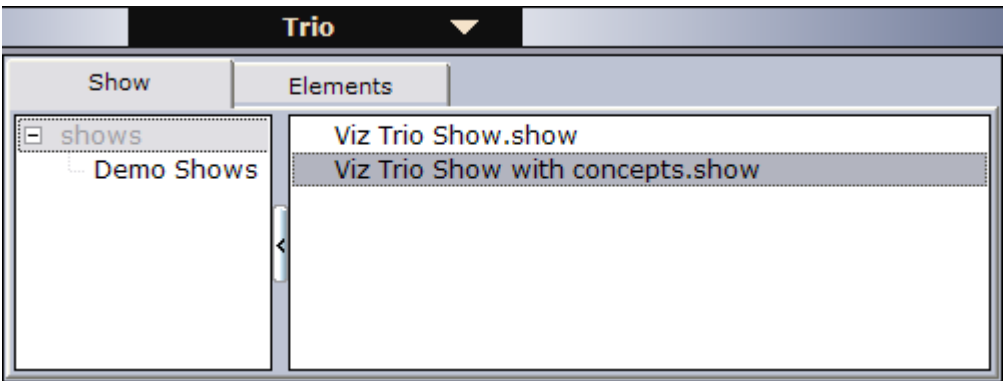 Trio
Show
Elements
shows
Demo Shows
Viz Trio Show.show
Viz Trio Show with concepts.show